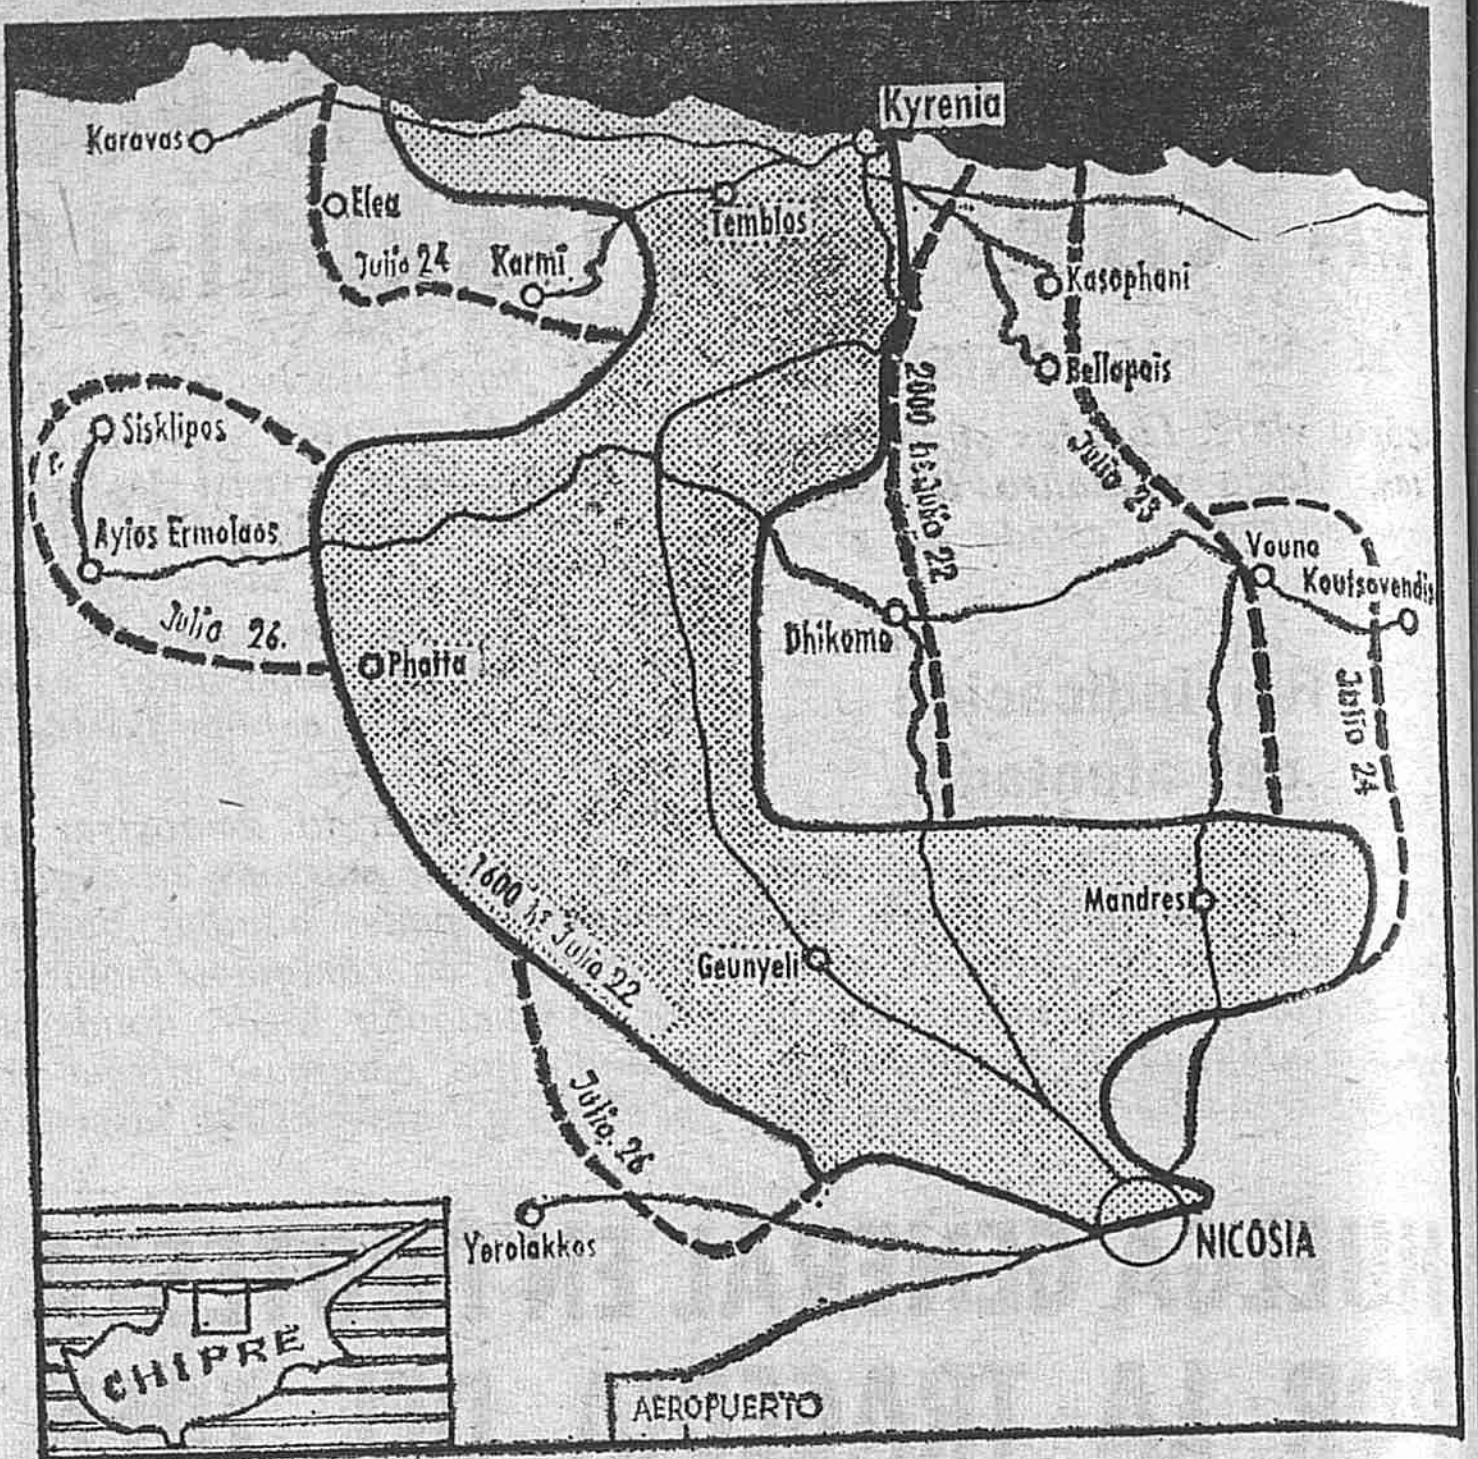 Kyrenia
Karavas
Elea
Temblos
Julio 24
Karmi
Kasophani
Bellapais
2000 hs Julio 22
Sisklipos
Julio 23
Ayios Ermolaos
Vouno
Koutsovendis
Julio 26.
Dhikomo
Phatta
Julio 24
1600 hs Julio 22
Mandres
Geunyeli
Julio. 26
Yerolakkos
NICOSIA
CHIPRE
AEROPUERTO